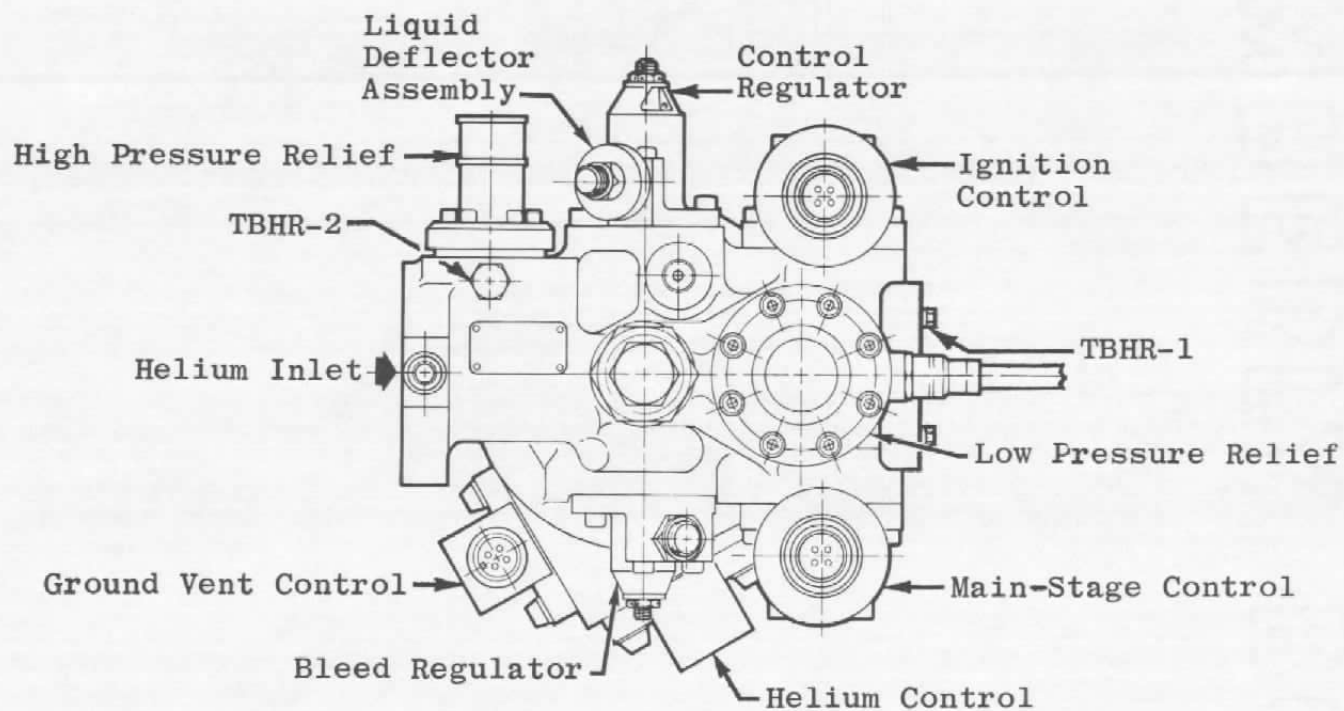 Liquid
Deflector
Assembly
Control
Regulator
High Pressure Relief
Ignition
Control
TBHR-2
TBHR-1
Helium Inlet
Low Pressure Relief
Ground Vent Control
Main-Stage Control
Bleed Regulator
Helium Control